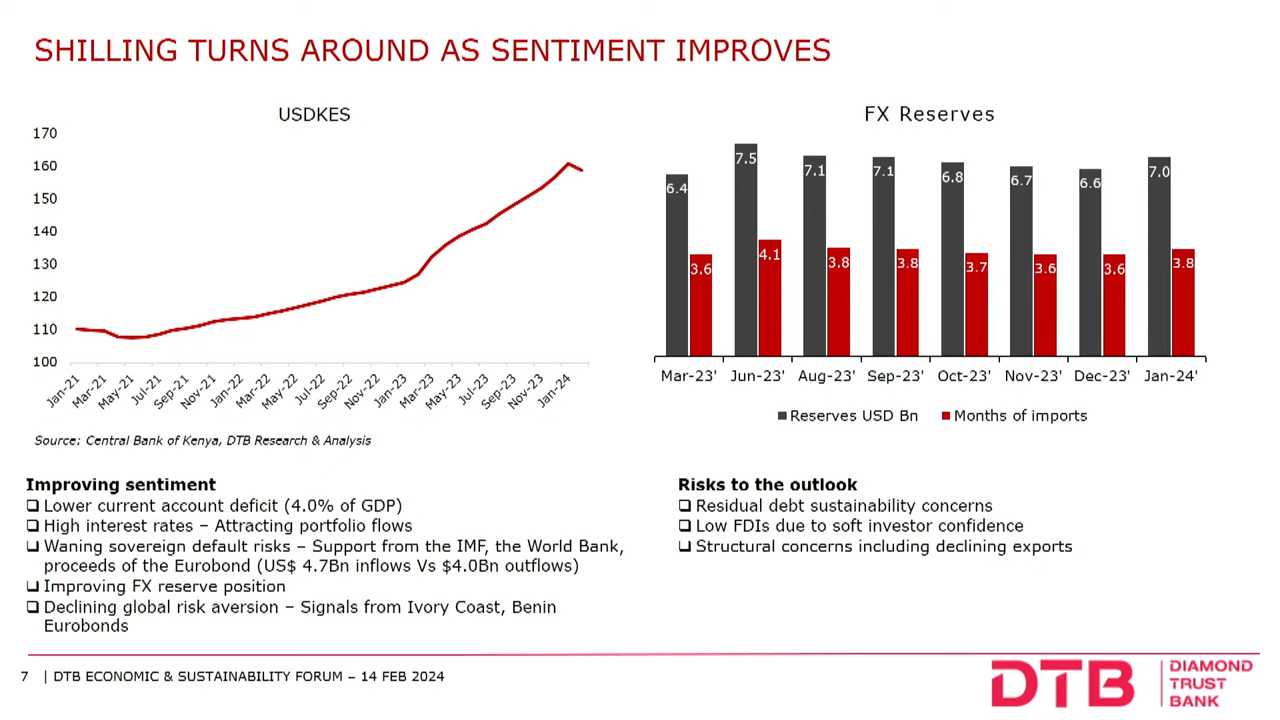 SHILLING TURNS AROUND AS SENTIMENT IMPROVES
USDKES
170
160
150
140
130
120
110
100
Jan-21
Mar-21
May-21
Jul-21
Sep-21
Nov-21
Jan-22
Mar-22
May-22
Jul-22
Sep-22
Nov-22
Jan-23
Mar-23
May-23
Jul-23
Sep-23
Nov-23
Jan-24
Source: Central Bank of Kenya, DTB Research & Analysis
FX Reserves
6.4
3.6
7.5
4.1
7.1
3.8
7.1
3.8
6.8
3.7
6.7
3.6
6.6
3.6
7.0
3.8
Mar-23' Jun-23' Aug-23' Sep-23' Oct-23' Nov-23' Dec-23' Jan-24'
Reserves USD Bn Months of imports
Improving sentiment
Lower current account deficit (4.0% of GDP)
High interest rates – Attracting portfolio flows
Waning sovereign default risks – Support from the IMF, the World Bank,
proceeds of the Eurobond (US$ 4.7Bn inflows Vs $4.0Bn outflows)
Improving FX reserve position
Declining global risk aversion – Signals from Ivory Coast, Benin
Eurobonds
Risks to the outlook
Residual debt sustainability concerns
Low FDIs due to soft investor confidence
Structural concerns including declining exports
7 | DTB ECONOMIC & SUSTAINABILITY FORUM – 14 FEB 2024
DTB
DIAMOND
TRUST
BANK